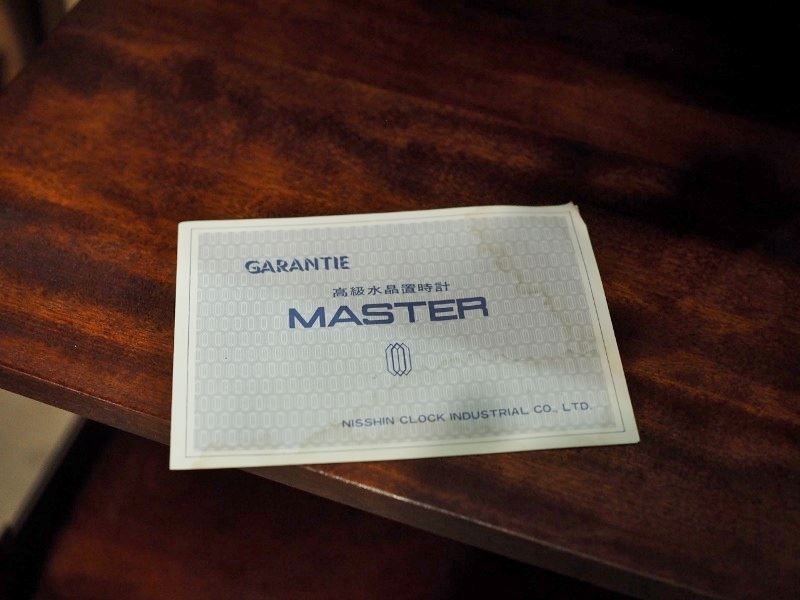 GARANTIE
高級水晶置時計
MASTER
NISSHIN CLOCK INDUSTRIAL CO., LTD.